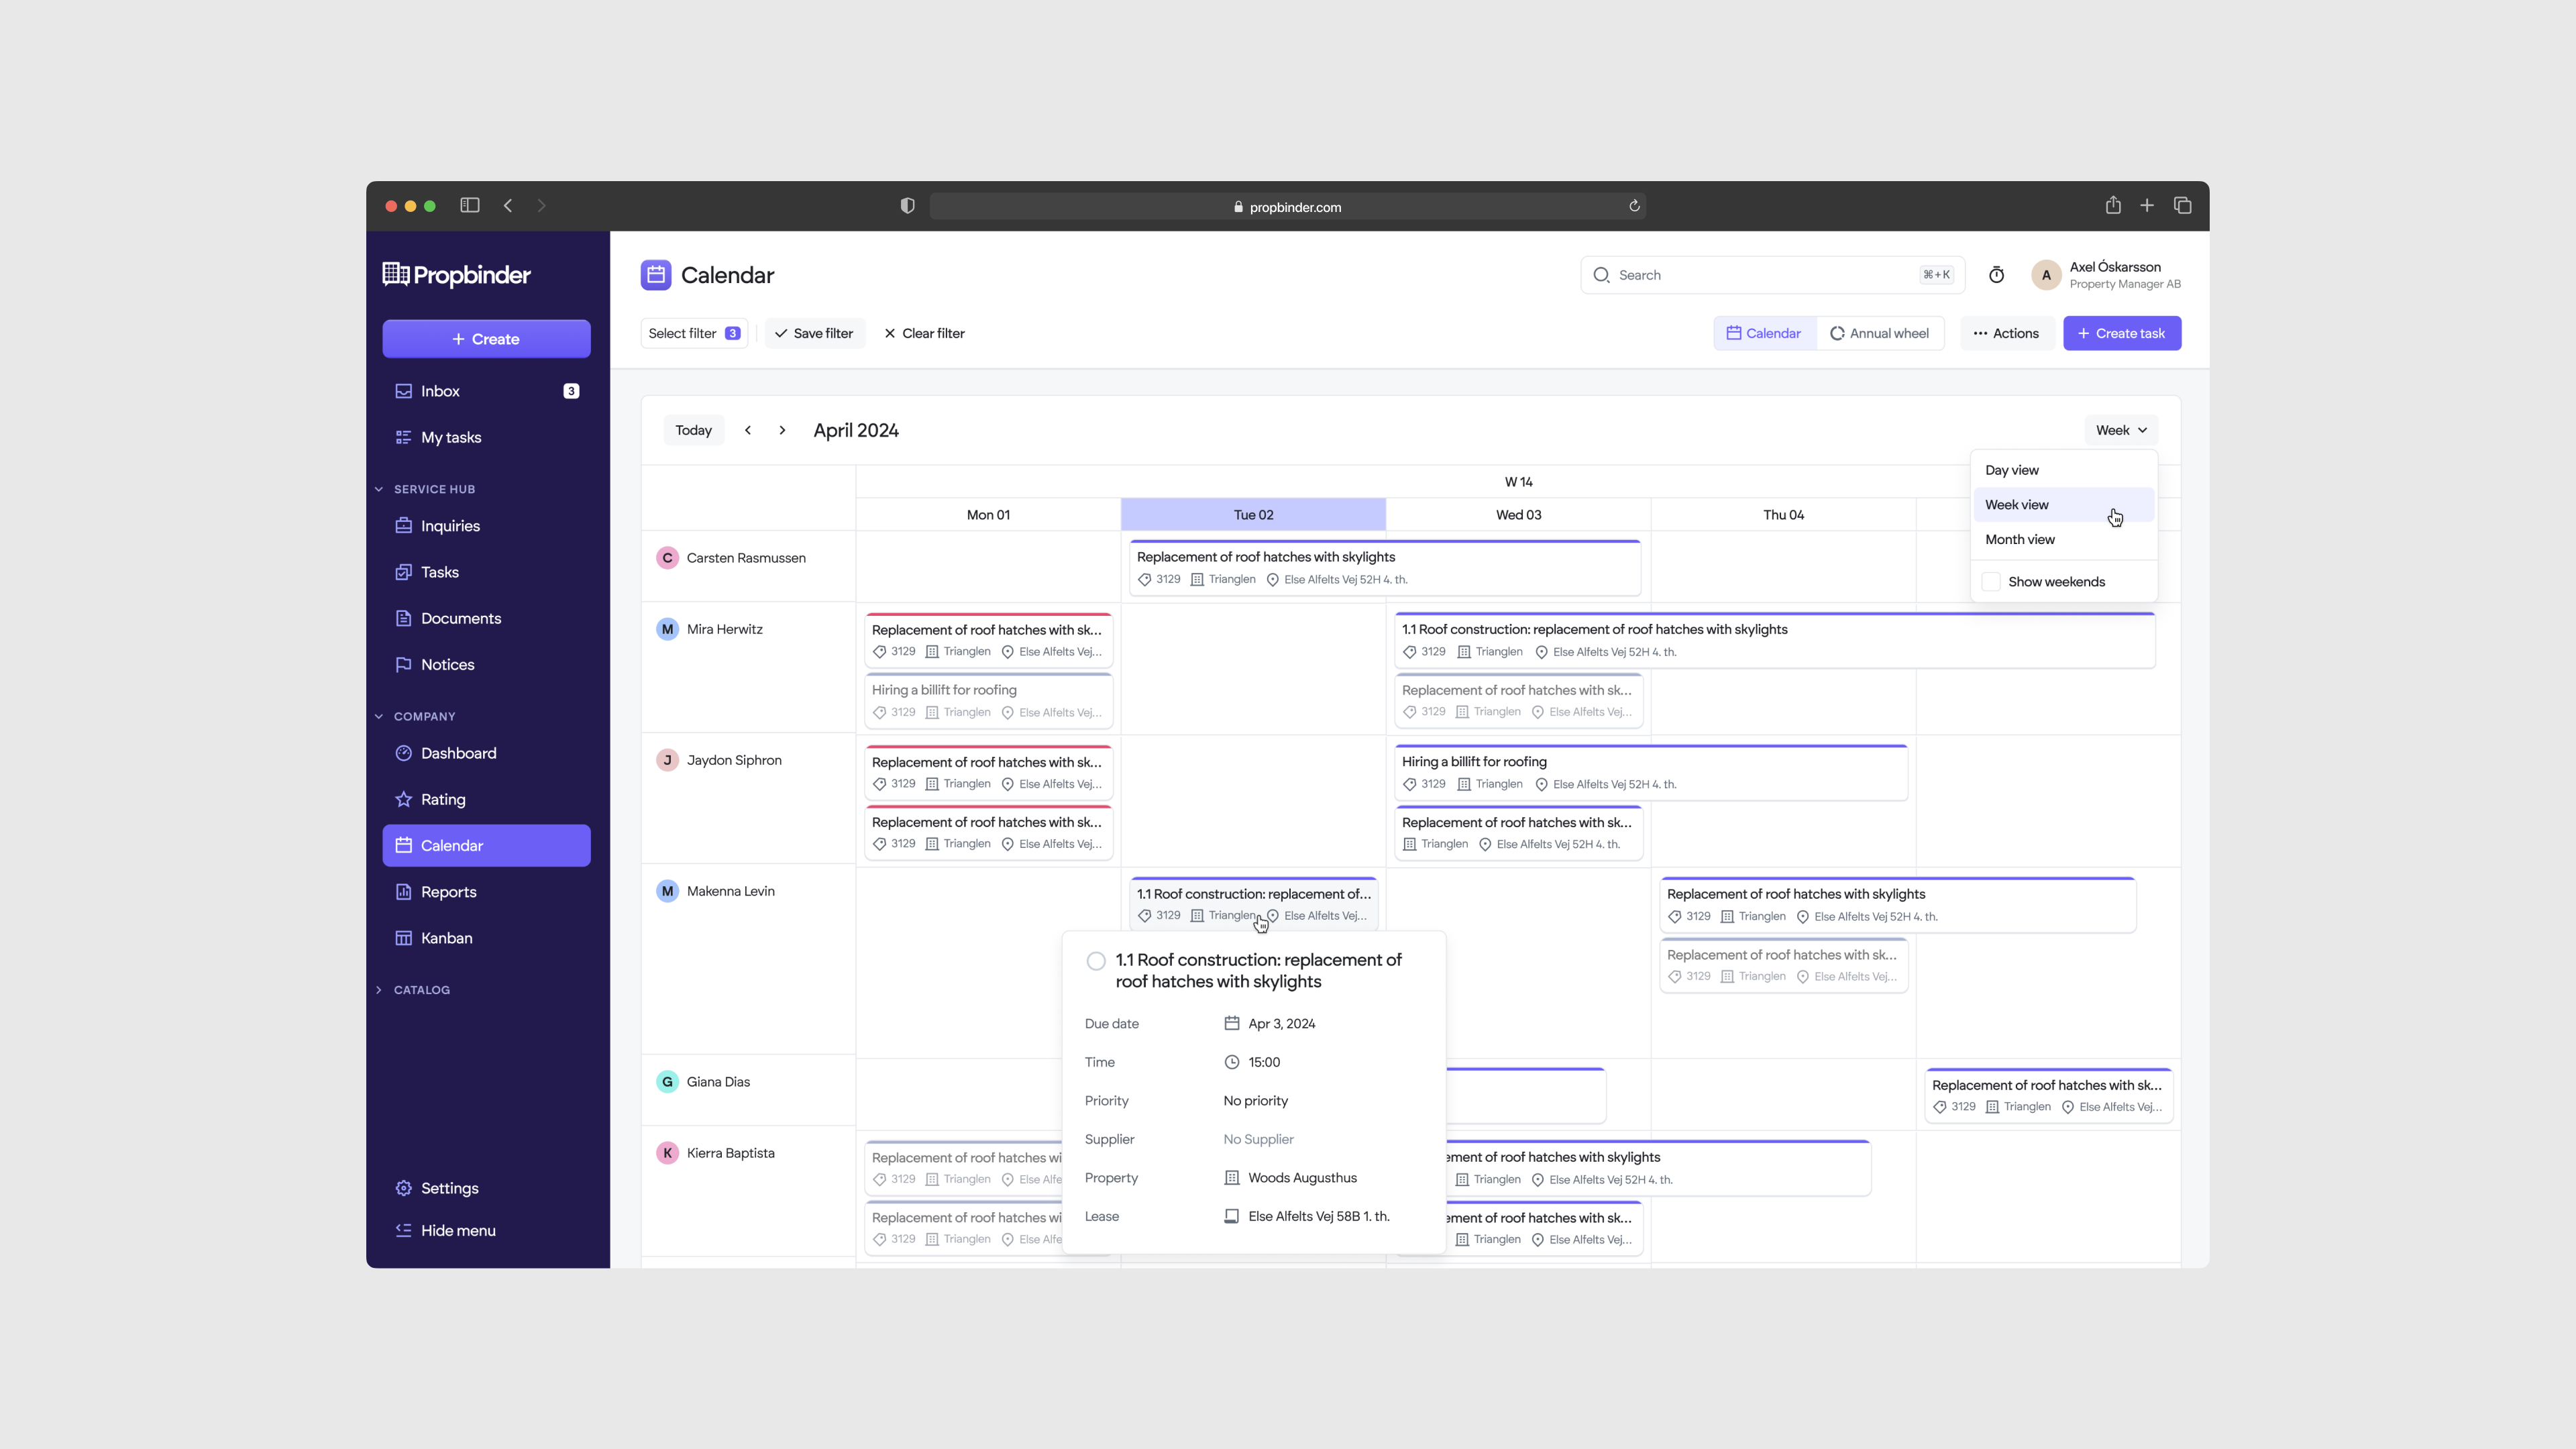 propbinder.com
Propbinder
Create
Inbox
3
My tasks
SERVICE HUB
Inquiries
Tasks
Documents
Notices
COMPANY
Dashboard
Rating
Calendar
Reports
Kanban
CATALOG
Settings
Hide menu
Calendar
Search
⌘+K
A
Axel Óskarsson
Property Manager AB
Select filter 3
Save filter
Clear filter
Calendar
Annual wheel
Actions
Create task
Today
April 2024
Week
Day view
Week view
Month view
Show weekends
W 14
Mon 01
Tue 02
Wed 03
Thu 04
C Carsten Rasmussen
Replacement of roof hatches with skylights
3129 Trianglen Else Alfelts Vej 52H 4. th.
M Mira Herwitz
Replacement of roof hatches with sk...
3129 Trianglen Else Alfelts Vej...
Hiring a billift for roofing
3129 Trianglen Else Alfelts Vej...
1.1 Roof construction: replacement of roof hatches with skylights
3129 Trianglen Else Alfelts Vej 52H 4. th.
Replacement of roof hatches with sk...
3129 Trianglen Else Alfelts Vej...
J Jaydon Siphron
Replacement of roof hatches with sk...
3129 Trianglen Else Alfelts Vej...
Replacement of roof hatches with sk...
3129 Trianglen Else Alfelts Vej...
Hiring a billift for roofing
3129 Trianglen Else Alfelts Vej 52H 4. th.
Replacement of roof hatches with sk...
Trianglen Else Alfelts Vej 52H 4. th.
M Makenna Levin
1.1 Roof construction: replacement of...
3129 Trianglen Else Alfelts Vej...
Replacement of roof hatches with skylights
3129 Trianglen Else Alfelts Vej 52H 4. th.
Replacement of roof hatches with sk...
3129 Trianglen Else Alfelts Vej...
1.1 Roof construction: replacement of
roof hatches with skylights
Due date Apr 3, 2024
Time 15:00
Priority No priority
Supplier No Supplier
Property Woods Augusthus
Lease Else Alfelts Vej 58B 1. th.
G Giana Dias
Replacement of roof hatches with sk...
3129 Trianglen Else Alfelts Vej...
K Kierra Baptista
Replacement of roof hatches wi
3129 Trianglen Else Alfe
Replacement of roof hatches wi
3129 Trianglen Else Alfe
ement of roof hatches with skylights
Trianglen Else Alfelts Vej 52H 4. th.
ement of roof hatches with sk...
Trianglen Else Alfelts Vej...